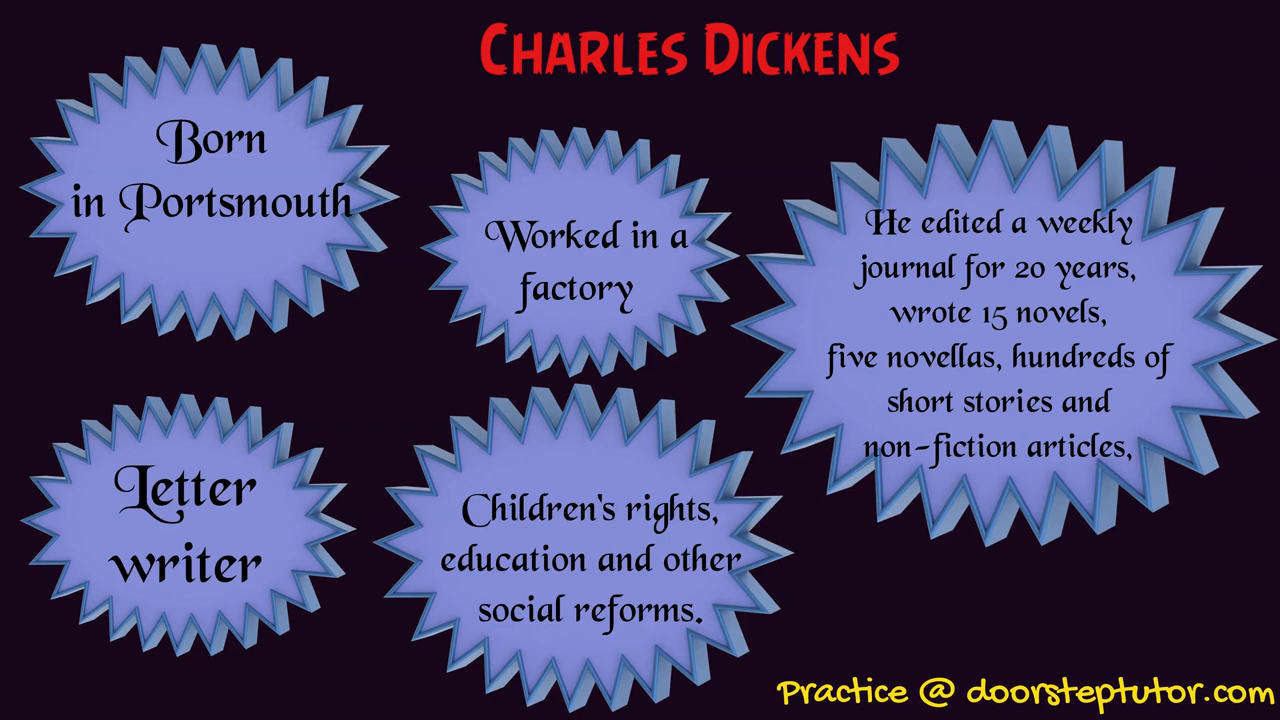 Charles Dickens
Born
in Portsmouth
Worked in a
factory
He edited a weekly
journal for 20 years,
wrote 15 novels,
five novellas, hundreds of
short stories and
non-fiction articles,
Letter
writer
Children's rights,
education and other
social reforms.
Practice @ doorsteptutor.com